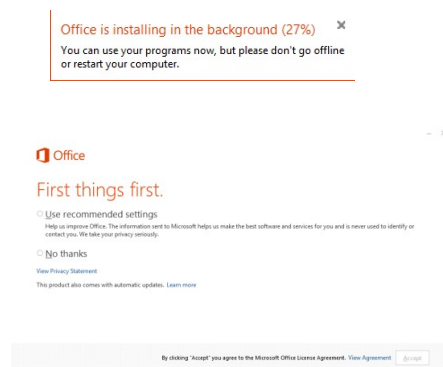 Office is installing in the background (27%)
You can use your programs now, but please don't go offline
or restart your computer.
Office
First things first.
Use recommended settings
Help us improve Office. The information sent to Microsoft helps us make the best software and services for you and is never used to identify or
contact you. We take your privacy seriously.
No thanks
View Privacy Statement
This product also comes with automatic updates. Learn more
By clicking "Accept" you agree to the Microsoft Office License Agreement. View Agreement Accept